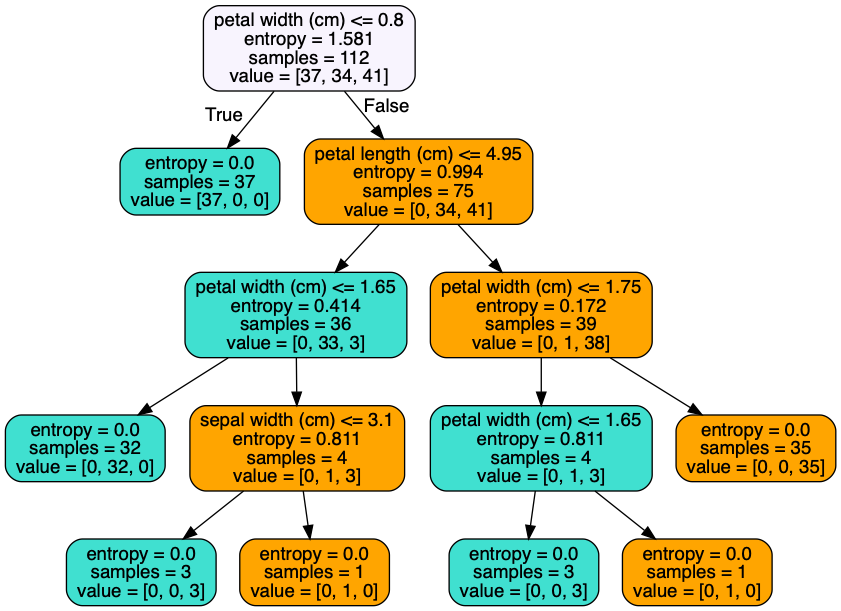 petal width (cm) <= 0.8
entropy = 1.581
samples = 112
value = [37, 34, 41]
True
False
entropy = 0.0
samples = 37
value = [37, 0, 0]
petal length (cm) <= 4.95
entropy = 0.994
samples = 75
value = [0, 34, 41]
petal width (cm) <= 1.65
entropy = 0.414
samples = 36
value = [0, 33, 3]
petal width (cm) <= 1.75
entropy = 0.172
samples = 39
value = [0, 1, 38]
entropy = 0.0
samples = 32
value = [0, 32, 0]
sepal width (cm) <= 3.1
entropy = 0.811
samples = 4
value = [0, 1, 3]
petal width (cm) <= 1.65
entropy = 0.811
samples = 4
value = [0, 1, 3]
entropy = 0.0
samples = 35
value = [0, 0, 35]
entropy = 0.0
samples = 3
value = [0, 0, 3]
entropy = 0.0
samples = 1
value = [0, 1, 0]
entropy = 0.0
samples = 3
value = [0, 0, 3]
entropy = 0.0
samples = 1
value = [0, 1, 0]